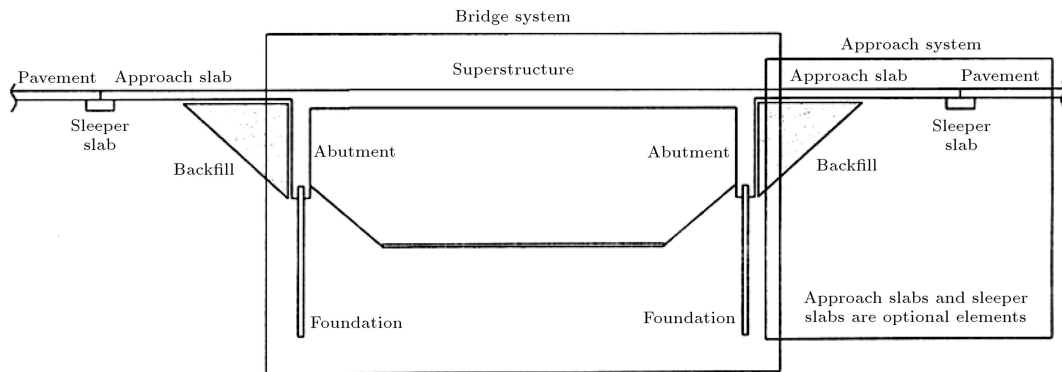 Bridge system
Approach system
Pavement
Approach slab
Superstructure
Approach slab
Pavement
Sleeper
slab
Backfill
Abutment
Abutment
Backfill
Sleeper
slab
Foundation
Foundation
Approach slabs and sleeper
slabs are optional elements